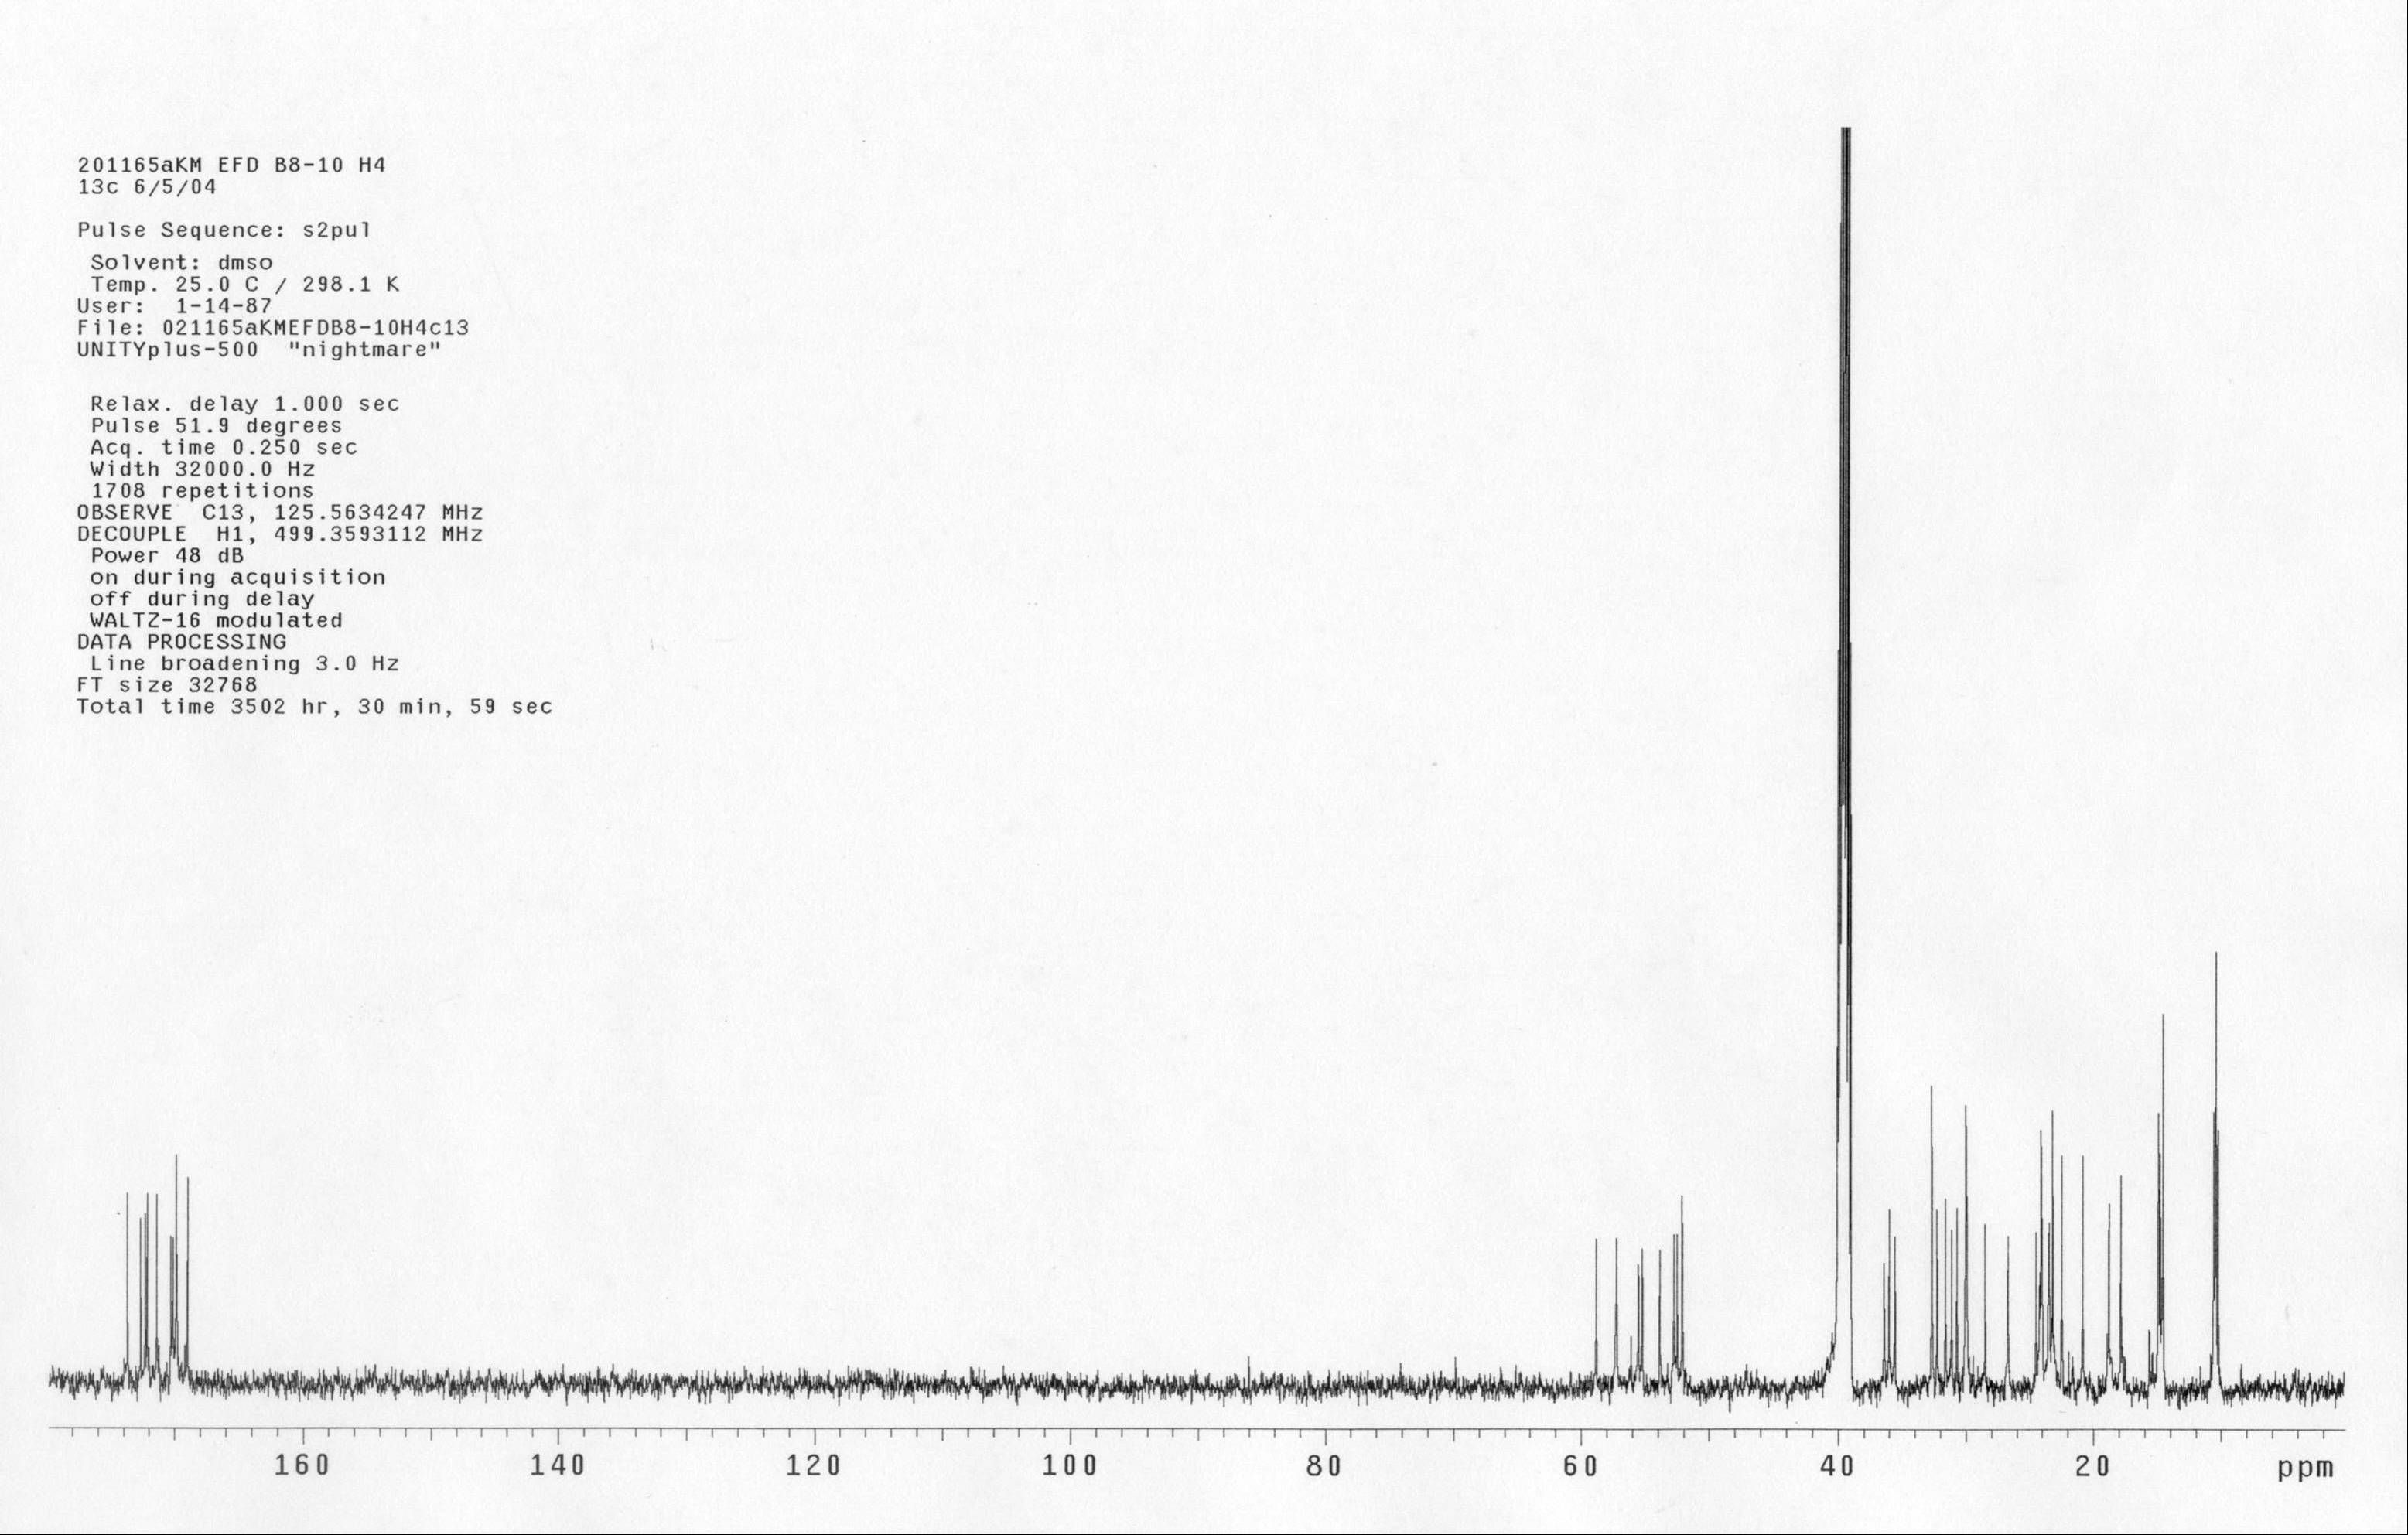 201165aKM EFD B8-10 H4
13c 6/5/04
Pulse Sequence: s2pul
Solvent: dmso
Temp. 25.0 C / 298.1 K
User: 1-14-87
File: 021165aKMEFDB8-10H4c13
UNITYplus-500 "nightmare"
Relax. delay 1.000 sec
Pulse 51.9 degrees
Acq. time 0.250 sec
Width 32000.0 Hz
1708 repetitions
OBSERVE C13, 125.5634247 MHz
DECOUPLE H1, 499.3593112 MHz
Power 48 dB
on during acquisition
off during delay
WALTZ-16 modulated
DATA PROCESSING
Line broadening 3.0 Hz
FT size 32768
Total time 3502 hr, 30 min, 59 sec
160 140 120 100 80 60 40 20 ppm